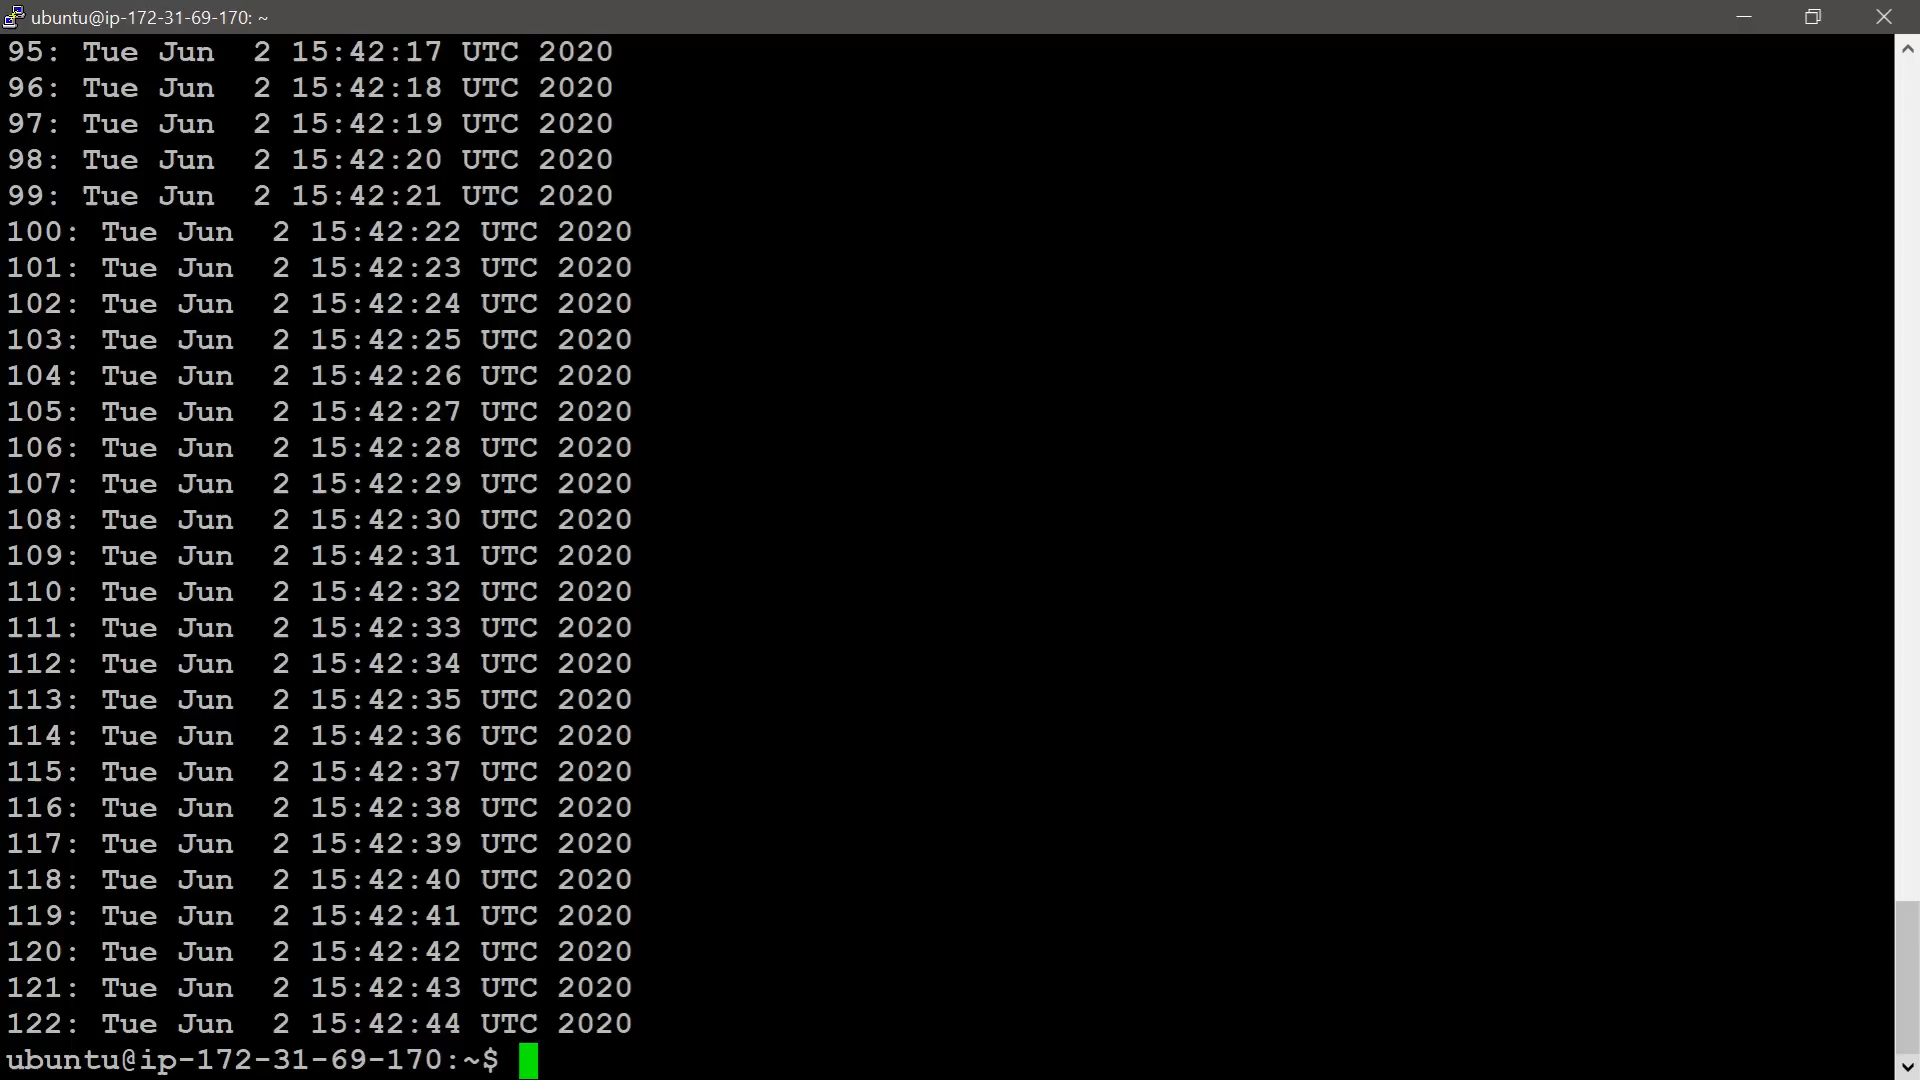 ubuntu@ip-172-31-69-170: ~
95: Tue Jun  2 15:42:17 UTC 2020
96: Tue Jun  2 15:42:18 UTC 2020
97: Tue Jun  2 15:42:19 UTC 2020
98: Tue Jun  2 15:42:20 UTC 2020
99: Tue Jun  2 15:42:21 UTC 2020
100: Tue Jun  2 15:42:22 UTC 2020
101: Tue Jun  2 15:42:23 UTC 2020
102: Tue Jun  2 15:42:24 UTC 2020
103: Tue Jun  2 15:42:25 UTC 2020
104: Tue Jun  2 15:42:26 UTC 2020
105: Tue Jun  2 15:42:27 UTC 2020
106: Tue Jun  2 15:42:28 UTC 2020
107: Tue Jun  2 15:42:29 UTC 2020
108: Tue Jun  2 15:42:30 UTC 2020
109: Tue Jun  2 15:42:31 UTC 2020
110: Tue Jun  2 15:42:32 UTC 2020
111: Tue Jun  2 15:42:33 UTC 2020
112: Tue Jun  2 15:42:34 UTC 2020
113: Tue Jun  2 15:42:35 UTC 2020
114: Tue Jun  2 15:42:36 UTC 2020
115: Tue Jun  2 15:42:37 UTC 2020
116: Tue Jun  2 15:42:38 UTC 2020
117: Tue Jun  2 15:42:39 UTC 2020
118: Tue Jun  2 15:42:40 UTC 2020
119: Tue Jun  2 15:42:41 UTC 2020
120: Tue Jun  2 15:42:42 UTC 2020
121: Tue Jun  2 15:42:43 UTC 2020
122: Tue Jun  2 15:42:44 UTC 2020
ubuntu@ip-172-31-69-170:~$